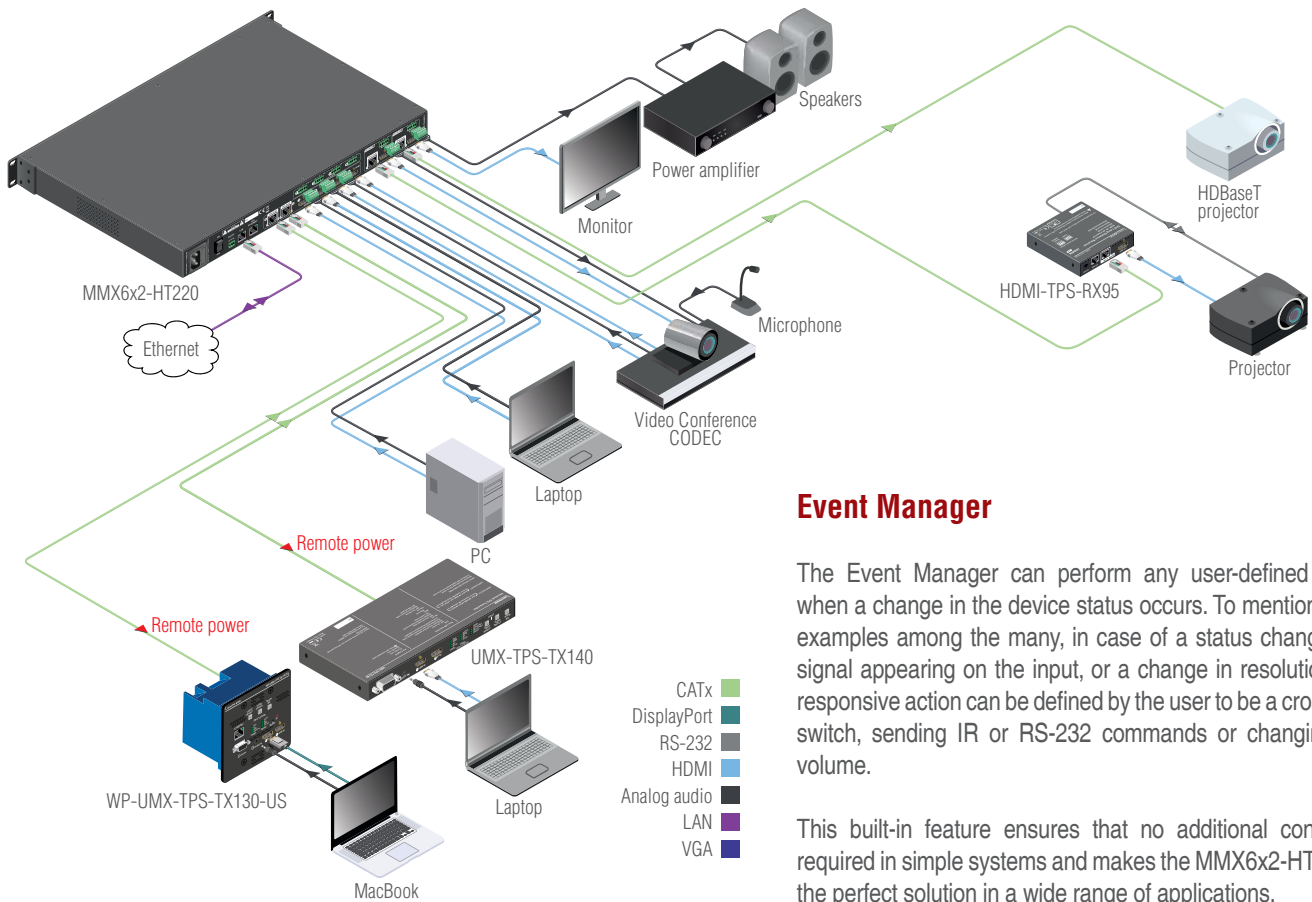 Speakers
Power amplifier
Monitor
HDBaseT
projector
HDMI-TPS-RX95
Projector
MMX6x2-HT220
Ethernet
Microphone
Video Conference
CODEC
Laptop
PC
Remote power
Remote power
UMX-TPS-TX140
WP-UMX-TPS-TX130-US
Laptop
MacBook
CATx
DisplayPort
RS-232
HDMI
Analog audio
LAN
VGA
Event Manager
The Event Manager can perform any user-defined
when a change in the device status occurs. To mention
examples among the many, in case of a status chang
signal appearing on the input, or a change in resolutio
responsive action can be defined by the user to be a cro
switch, sending IR or RS-232 commands or changin
volume.
This built-in feature ensures that no additional con
required in simple systems and makes the MMX6x2-HT
the perfect solution in a wide range of applications.